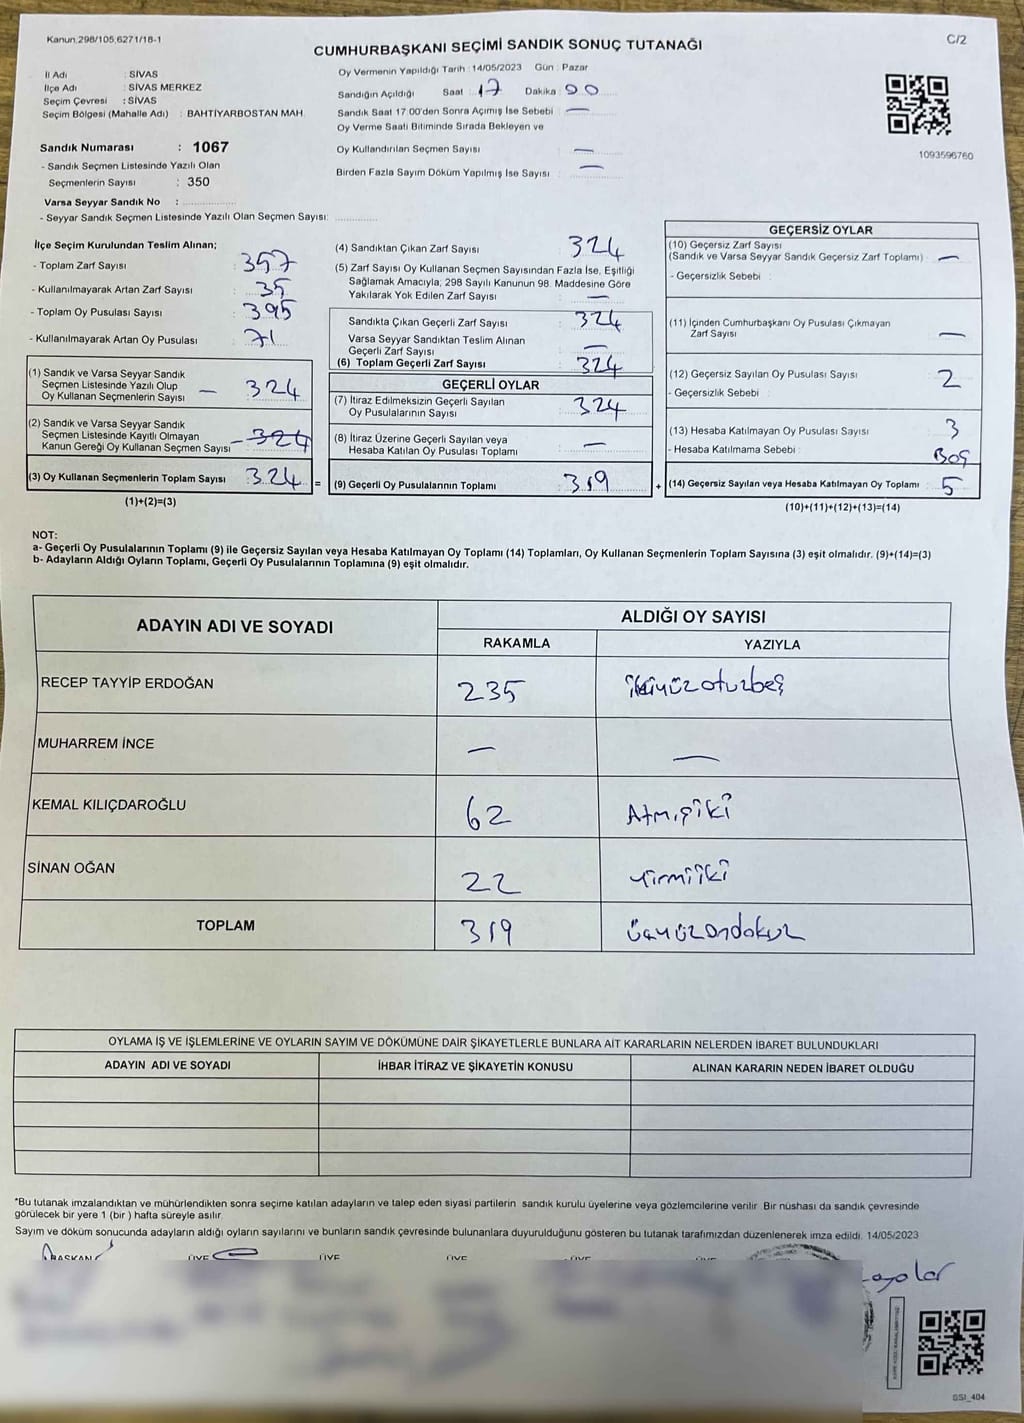 Kanun,298/105,6271/18-1
C/2
CUMHURBAŞKANI SEÇİMİ SANDIK SONUÇ TUTANAĞI
İl Adı : SİVAS
İlçe Adı : SİVAS MERKEZ
Seçim Çevresi : SİVAS
Seçim Bölgesi (Mahalle Adı) : BAHTİYARBOSTAN MAH.
Sandık Numarası : 1067
- Sandık Seçmen Listesinde Yazılı Olan
Seçmenlerin Sayısı : 350
Varsa Seyyar Sandık No :
- Seyyar Sandık Seçmen Listesinde Yazılı Olan Seçmen Sayısı:
Oy Vermenin Yapıldığı Tarih : 14/05/2023 Gün : Pazar
Sandığın Açıldığı Saat : 17 Dakika : 00
Sandık Saat 17:00'den Sonra Açımış İse Sebebi : —
Oy Verme Saati Bitiminde Sırada Bekleyen ve
Oy Kullandırılan Seçmen Sayısı : —
Birden Fazla Sayım Döküm Yapılmış İse Sayısı : —
1093596760
İlçe Seçim Kurulundan Teslim Alınan;
- Toplam Zarf Sayısı : 357
- Kullanılmayarak Artan Zarf Sayısı : 35
- Toplam Oy Pusulası Sayısı : 395
- Kullanılmayarak Artan Oy Pusulası : 71
(1) Sandık ve Varsa Seyyar Sandık
Seçmen Listesinde Yazılı Olup
Oy Kullanan Seçmenlerin Sayısı — 324
(2) Sandık ve Varsa Seyyar Sandık
Seçmen Listesinde Kayıtlı Olmayan
Kanun Gereği Oy Kullanan Seçmen Sayısı — 324
(3) Oy Kullanan Seçmenlerin Toplam Sayısı : 324 =
(1)+(2)=(3)
(4) Sandıktan Çıkan Zarf Sayısı 324
(5) Zarf Sayısı Oy Kullanan Seçmen Sayısından Fazla İse, Eşitliği
Sağlamak Amacıyla; 298 Sayılı Kanunun 98. Maddesine Göre
Yakılarak Yok Edilen Zarf Sayısı : —
Sandıkta Çıkan Geçerli Zarf Sayısı : 324
Varsa Seyyar Sandıktan Teslim Alınan
Geçerli Zarf Sayısı : —
(6) Toplam Geçerli Zarf Sayısı : 324
GEÇERLİ OYLAR
(7) İtiraz Edilmeksizin Geçerli Sayılan
Oy Pusulalarının Sayısı : 324
(8) İtiraz Üzerine Geçerli Sayılan veya
Hesaba Katılan Oy Pusulası Toplamı : —
(9) Geçerli Oy Pusulalarının Toplamı : 319 +
GEÇERSİZ OYLAR
(10) Geçersiz Zarf Sayısı
(Sandık ve Varsa Seyyar Sandık Geçersiz Zarf Toplamı) : —
- Geçersizlik Sebebi :
(11) İçinden Cumhurbaşkanı Oy Pusulası Çıkmayan
Zarf Sayısı : —
(12) Geçersiz Sayılan Oy Pusulası Sayısı : 2
- Geçersizlik Sebebi :
(13) Hesaba Katılmayan Oy Pusulası Sayısı : 3
- Hesaba Katılmama Sebebi : Boş
(14) Geçersiz Sayılan veya Hesaba Katılmayan Oy Toplamı : 5
(10)+(11)+(12)+(13)=(14)
NOT:
a- Geçerli Oy Pusulalarının Toplamı (9) ile Geçersiz Sayılan veya Hesaba Katılmayan Oy Toplamı (14) Toplamları, Oy Kullanan Seçmenlerin Toplam Sayısına (3) eşit olmalıdır. (9)+(14)=(3)
b- Adayların Aldığı Oyların Toplamı, Geçerli Oy Pusulalarının Toplamına (9) eşit olmalıdır.
ADAYIN ADI VE SOYADI
ALDIĞI OY SAYISI
RAKAMLA YAZIYLA
RECEP TAYYİP ERDOĞAN 235 ikiyüzotuzbeş
MUHARREM İNCE — —
KEMAL KILIÇDAROĞLU 62 Atmışiki
SİNAN OĞAN 22 Yirmiiki
TOPLAM 319 üçyüzondokuz
OYLAMA İŞ VE İŞLEMLERİNE VE OYLARIN SAYIM VE DÖKÜMÜNE DAİR ŞİKAYETLERLE BUNLARA AİT KARARLARIN NELERDEN İBARET BULUNDUKLARI
ADAYIN ADI VE SOYADI İHBAR İTİRAZ VE ŞİKAYETİN KONUSU ALINAN KARARIN NEDEN İBARET OLDUĞU
*Bu tutanak imzalandıktan ve mühürlendikten sonra seçime katılan adayların ve talep eden siyasi partilerin sandık kurulu üyelerine veya gözlemcilerine verilir. Bir nüshası da sandık çevresinde
görülecek bir yere 1 (bir ) hafta süreyle asılır.
Sayım ve döküm sonucunda adayların aldığı oyların sayılarını ve bunların sandık çevresinde bulunanlara duyurulduğunu gösteren bu tutanak tarafımızdan düzenlenerek imza edildi. 14/05/2023
BAŞKAN ÜYE ÜYE ÜYE ÜYE ÜYE
SSI_404